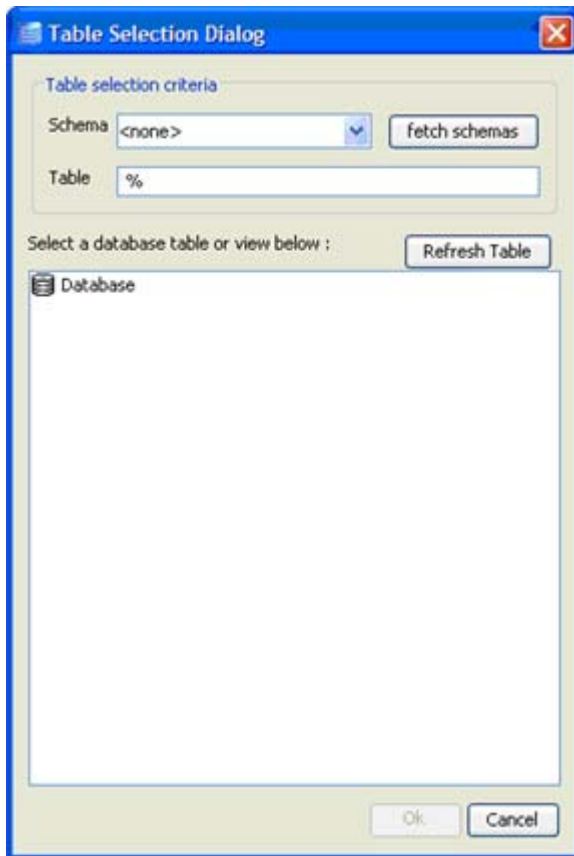 Table Selection Dialog
Table selection criteria
Schema <none> fetch schemas
Table %
Select a database table or view below : Refresh Table
Database
Ok Cancel